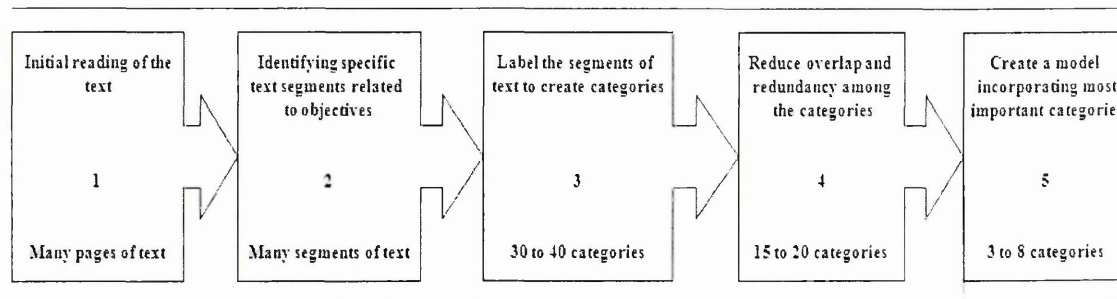 Initial reading of the
text
1
Many pages of text
Identifying specific
text segments related
to objectives
2
Many segments of text
Label the segments of
text to create categories
3
30 to 40 categories
Reduce overlap and
redundancy among
the categories
4
15 to 20 categories
Create a model
incorporating most
important categorie
5
3 to 8 categories